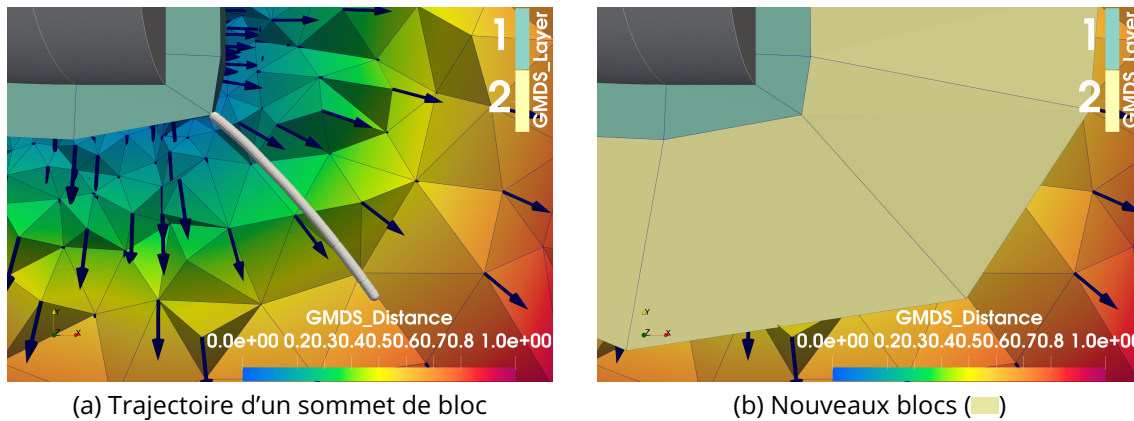 1
2
GMDS_Layer
GMDS_Distance
0.0e+00 0.20.30.40.50.60.70.8 1.0e+00
Y
Z X
(a) Trajectoire d'un sommet de bloc
1
2
GMDS_Layer
GMDS_Distance
0.0e+00 0.20.30.40.50.60.70.8 1.0e+00
Y
Z X
(b) Nouveaux blocs ( )